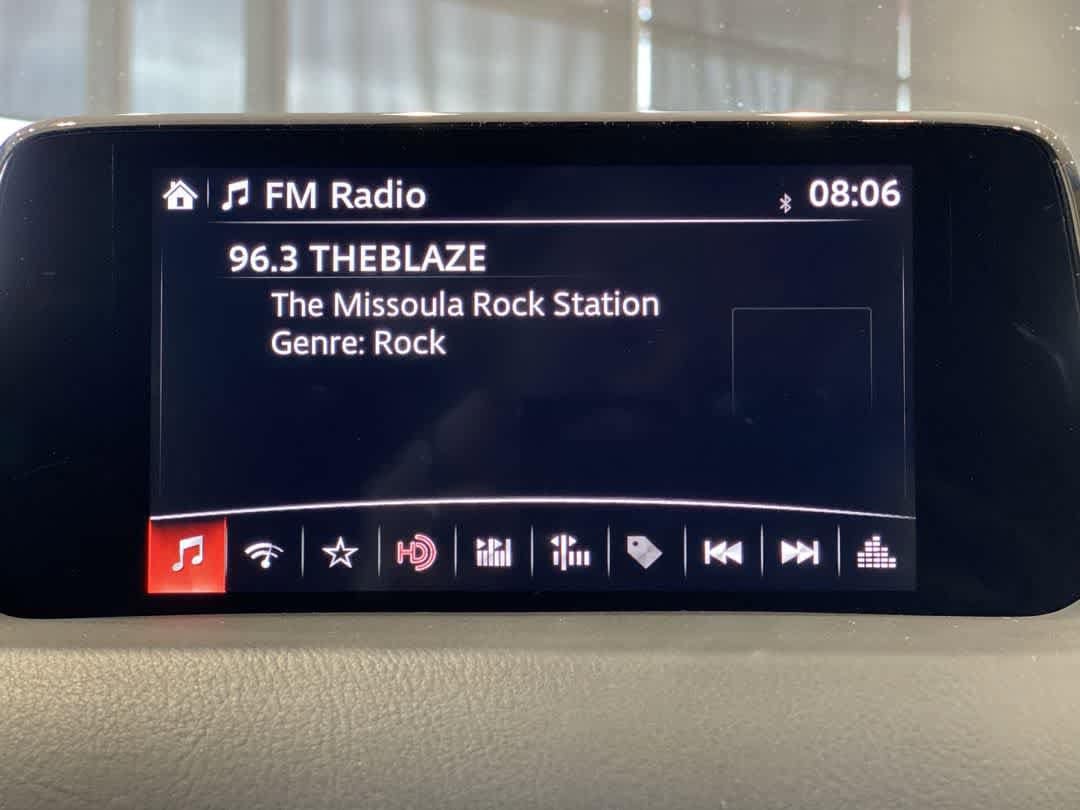 FM Radio 08:06
96.3 THEBLAZE
The Missoula Rock Station
Genre: Rock
HD